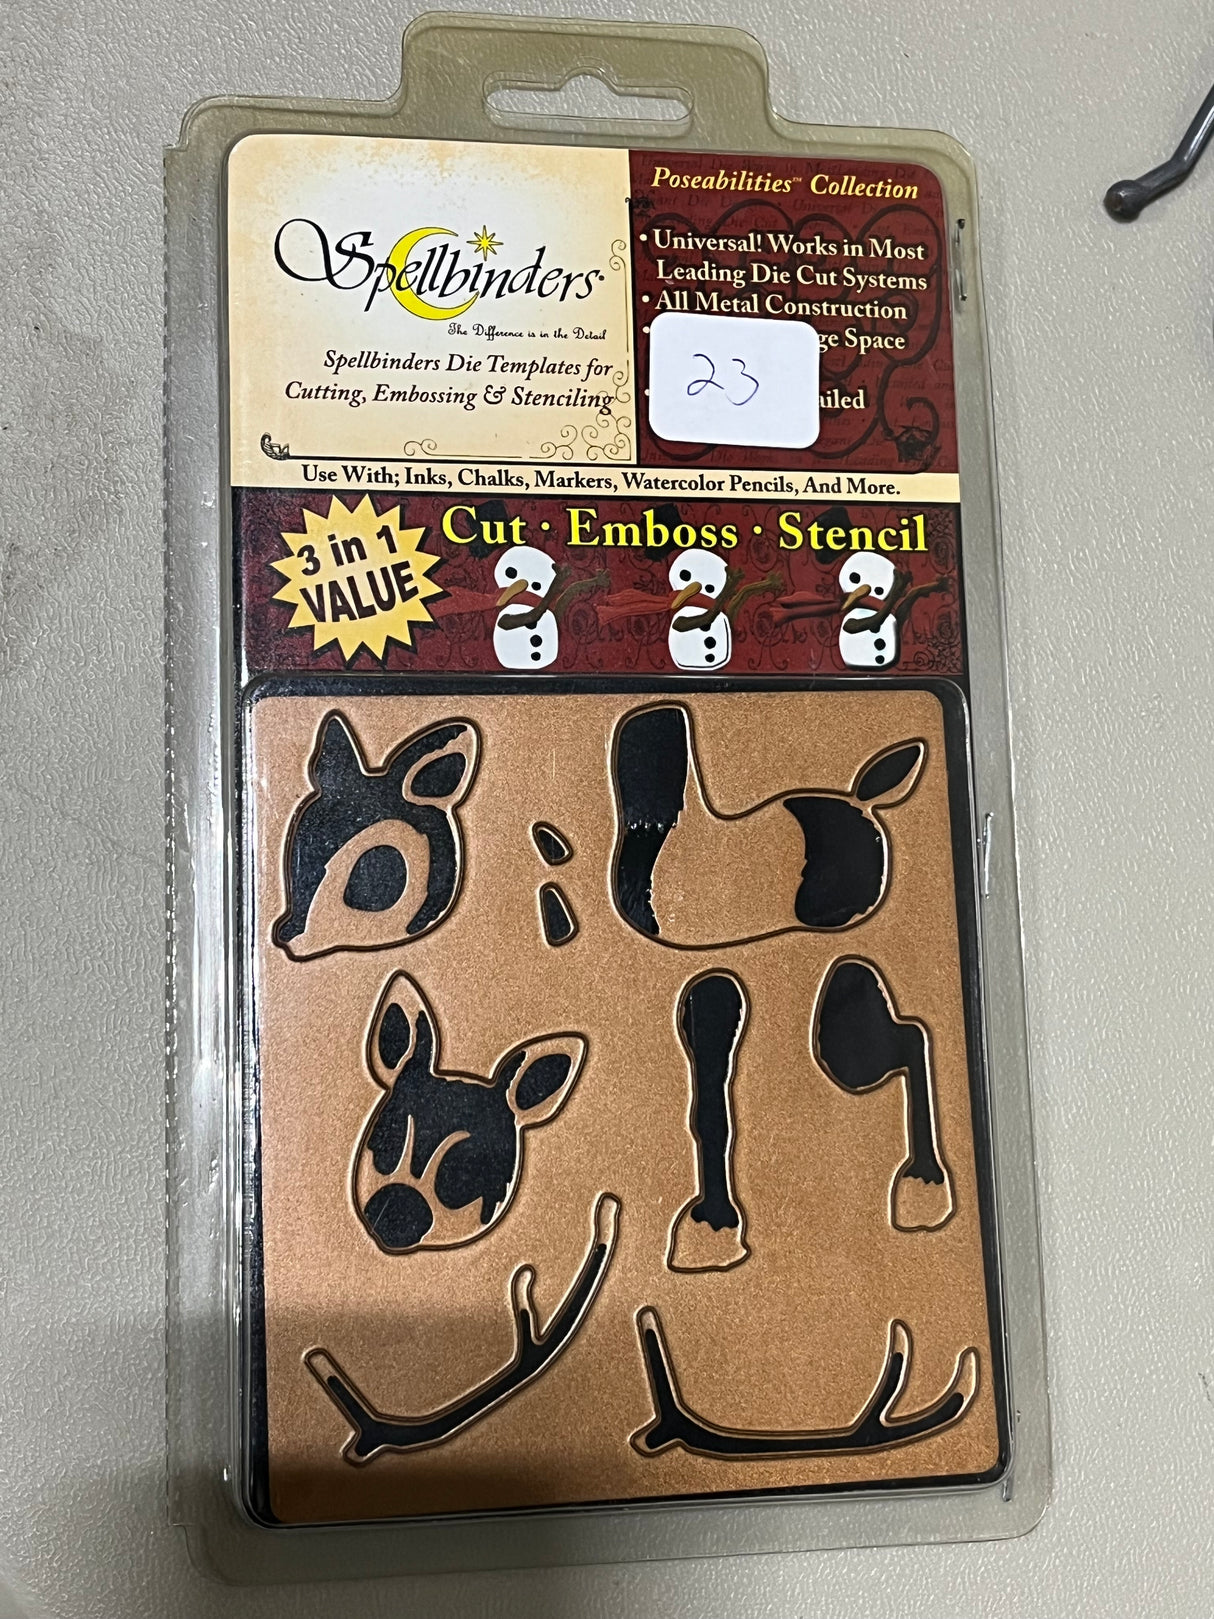 Spellbinders
The Difference is in the Detail
Spellbinders Die Templates for
Cutting, Embossing & Stenciling
Poseabilities™ Collection
• Universal! Works in Most
Leading Die Cut Systems
• All Metal Construction
Space
23
Use With; Inks, Chalks, Markers, Watercolor Pencils, And More.
3 in 1
VALUE
Cut · Emboss · Stencil